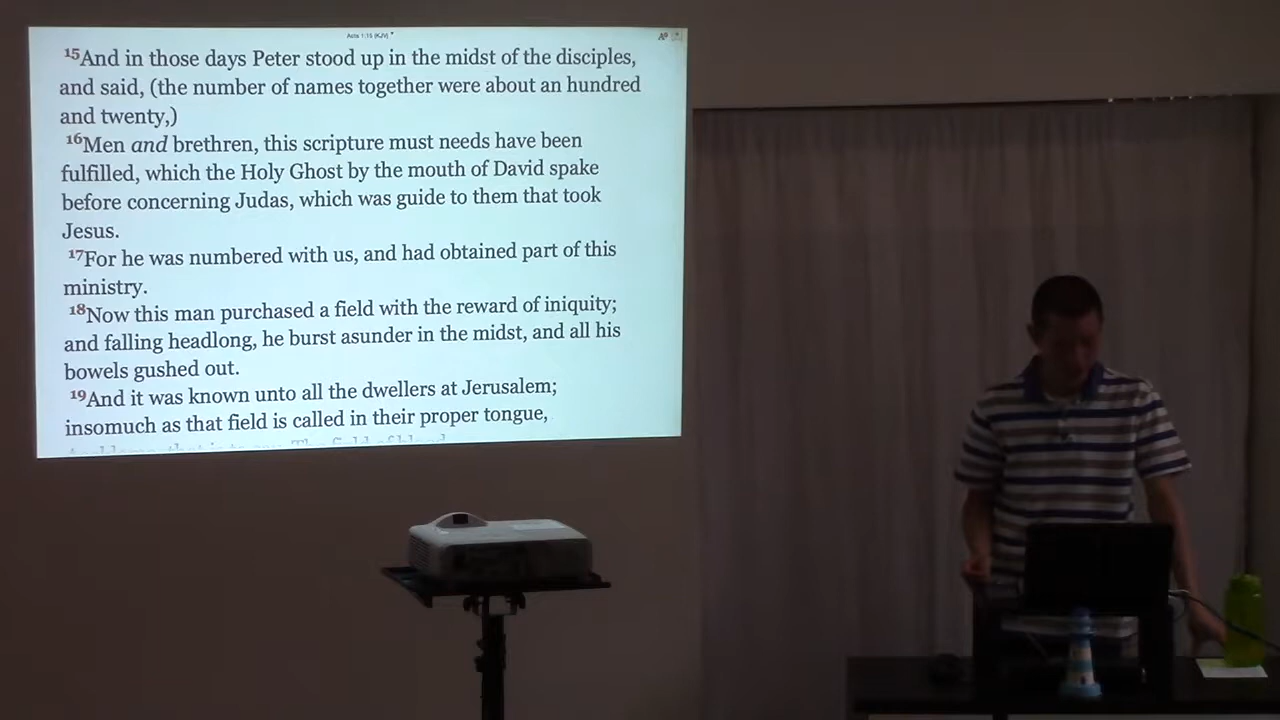 Acts 1:15 (KJV)
15And in those days Peter stood up in the midst of the disciples,
and said, (the number of names together were about an hundred
and twenty,)
16Men and brethren, this scripture must needs have been
fulfilled, which the Holy Ghost by the mouth of David spake
before concerning Judas, which was guide to them that took
Jesus.
17For he was numbered with us, and had obtained part of this
ministry.
18Now this man purchased a field with the reward of iniquity;
and falling headlong, he burst asunder in the midst, and all his
bowels gushed out.
19And it was known unto all the dwellers at Jerusalem;
insomuch as that field is called in their proper tongue,